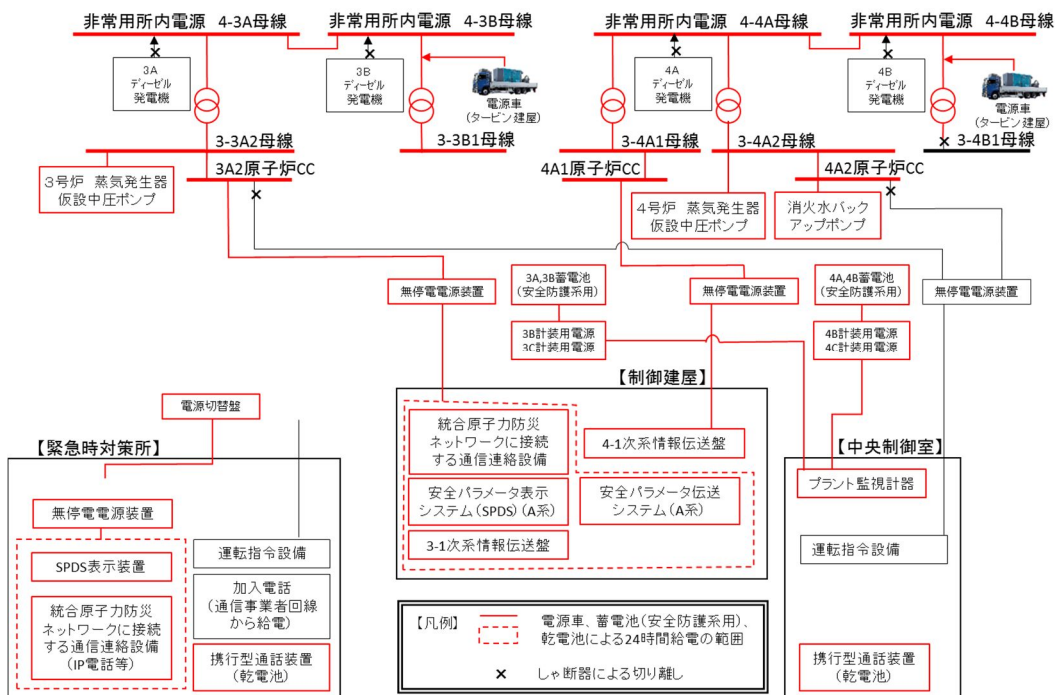 非常用所内電源 4-3A母線
非常用所内電源 4-3B母線
非常用所内電源 4-4A母線
非常用所内電源 4-4B母線
3A
ディーゼル
発電機
3B
ディーゼル
発電機
電源車
(タービン建屋)
4A
ディーゼル
発電機
4B
ディーゼル
発電機
電源車
(タービン建屋)
3-3A2母線
3-3B1母線
3-4A1母線
3-4A2母線
3-4B1母線
3A2原子炉CC
4A1原子炉CC
4A2原子炉CC
3号炉 蒸気発生器
仮設中圧ポンプ
4号炉 蒸気発生器
仮設中圧ポンプ
消火水バック
アップポンプ
無停電電源装置
3A,3B蓄電池
(安全防護系用)
無停電電源装置
4A,4B蓄電池
(安全防護系用)
無停電電源装置
3B計装用電源
3C計装用電源
4B計装用電源
4C計装用電源
電源切替盤
【緊急時対策所】
無停電電源装置
SPDS表示装置
統合原子力防災
ネットワークに接続
する通信連絡設備
(IP電話等)
運転指令設備
加入電話
(通信事業者回線
から給電)
携行型通話装置
(乾電池)
【制御建屋】
統合原子力防災
ネットワークに接続
する通信連絡設備
4-1次系情報伝送盤
安全パラメータ表示
システム(SPDS)(A系)
安全パラメータ伝送
システム(A系)
3-1次系情報伝送盤
【中央制御室】
プラント監視計器
運転指令設備
携行型通話装置
(乾電池)
【凡例】
電源車、蓄電池(安全防護系用)、
乾電池による24時間給電の範囲
× しゃ断器による切り離し